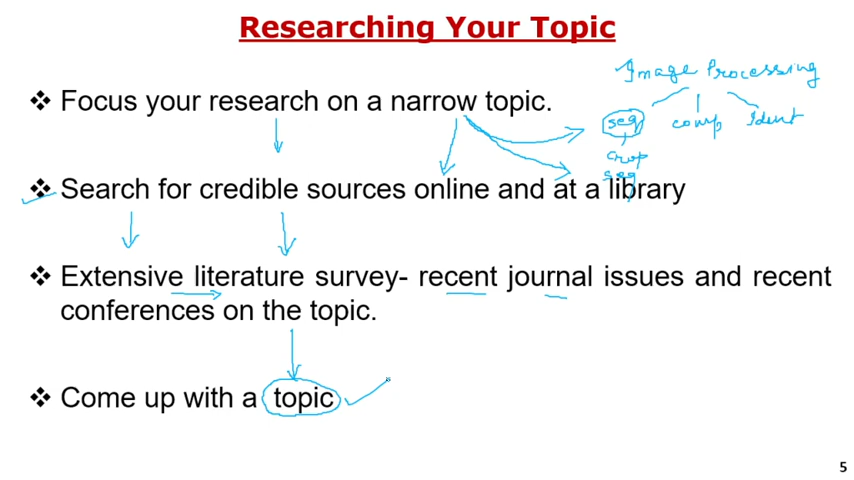 Researching Your Topic
Image Processing
❖ Focus your research on a narrow topic.
seg comp Ident
crop
seg
❖ Search for credible sources online and at a library
❖ Extensive literature survey- recent journal issues and recent
conferences on the topic.
❖ Come up with a topic
5